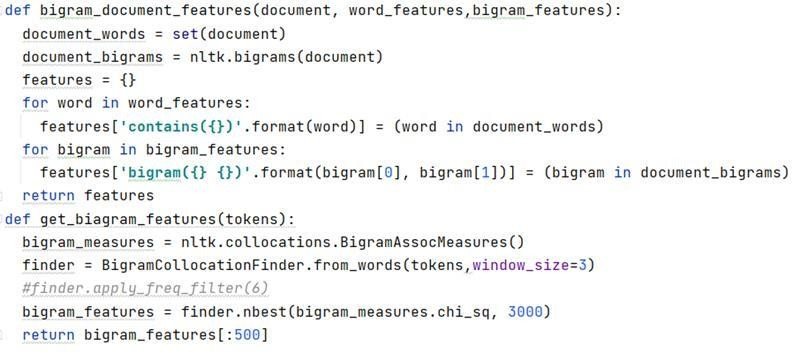 def bigram_document_features(document, word_features,bigram_features):
  document_words = set(document)
  document_bigrams = nltk.bigrams(document)
  features = {}
  for word in word_features:
    features['contains({})'.format(word)] = (word in document_words)
  for bigram in bigram_features:
    features['bigram({} {})'.format(bigram[0], bigram[1])] = (bigram in document_bigrams)
  return features
def get_biagram_features(tokens):
  bigram_measures = nltk.collocations.BigramAssocMeasures()
  finder = BigramCollocationFinder.from_words(tokens,window_size=3)
  #finder.apply_freq_filter(6)
  bigram_features = finder.nbest(bigram_measures.chi_sq, 3000)
  return bigram_features[:500]